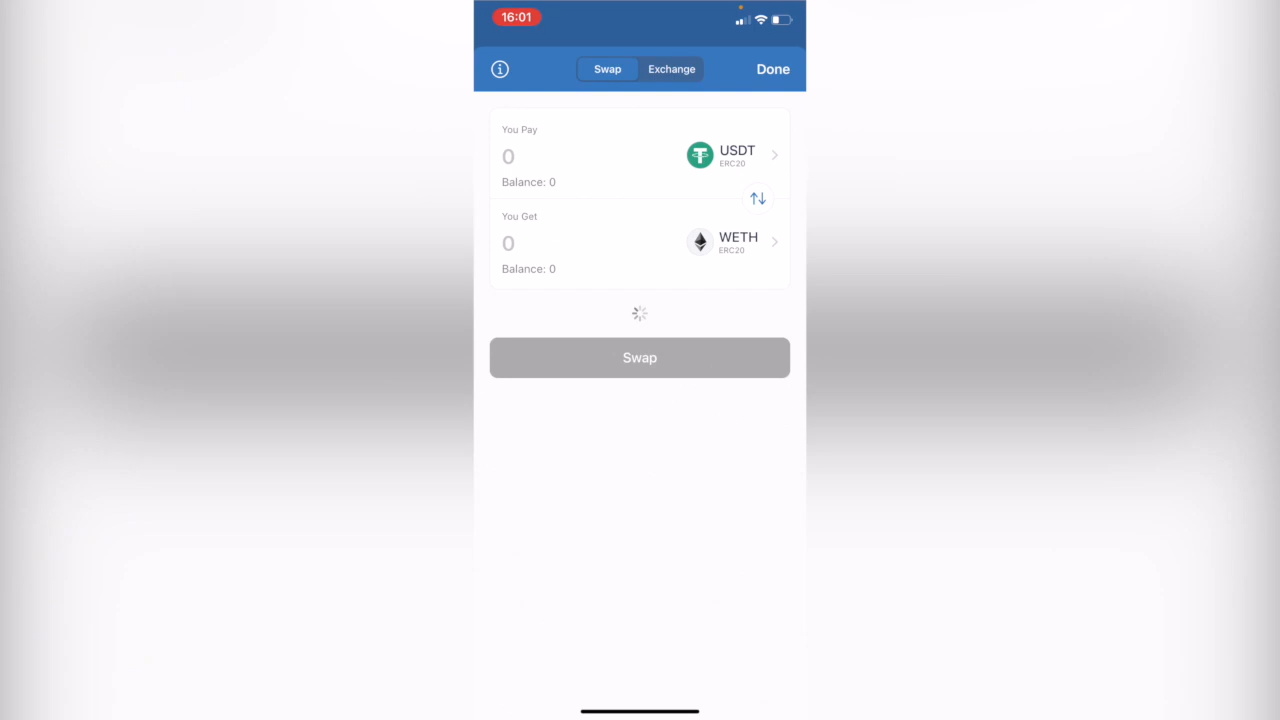 16:01
Swap Exchange Done
You Pay
0 USDT
ERC20
Balance: 0
You Get
0 WETH
ERC20
Balance: 0
Swap